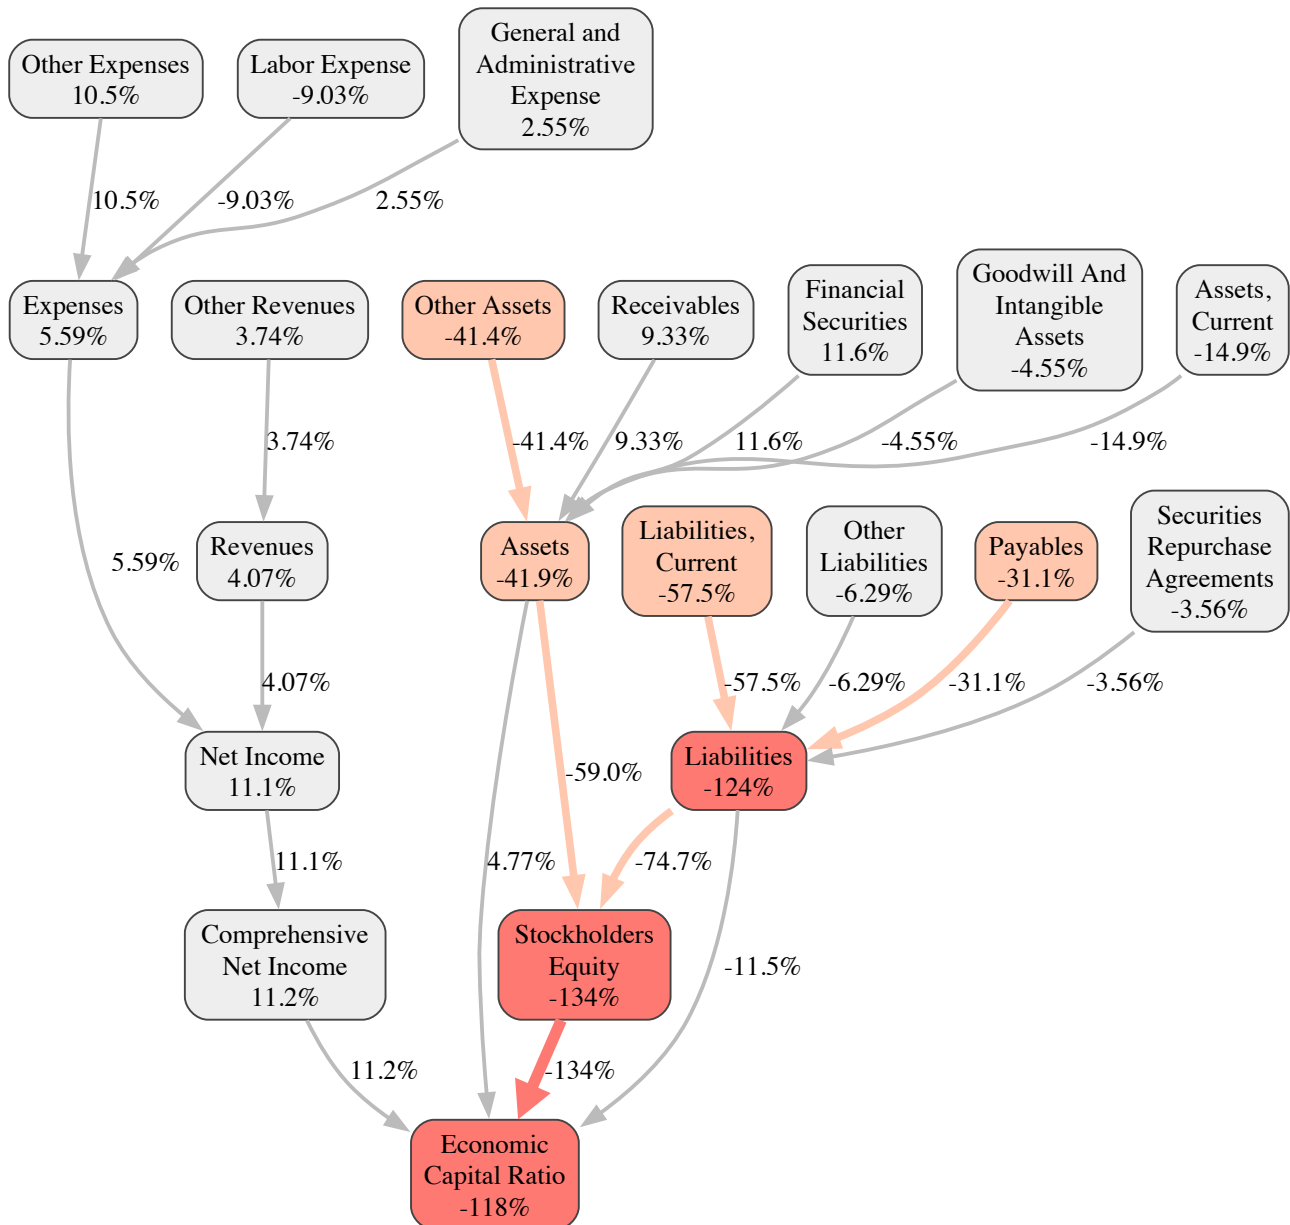 Other Expenses
10.5%
Labor Expense
-9.03%
General and
Administrative
Expense
2.55%
10.5%
-9.03%
2.55%
Expenses
5.59%
Other Revenues
3.74%
Other Assets
-41.4%
Receivables
9.33%
Financial
Securities
11.6%
Goodwill And
Intangible
Assets
-4.55%
Assets,
Current
-14.9%
3.74%
-41.4%
9.33%
11.6%
-4.55%
-14.9%
5.59%
Revenues
4.07%
Assets
-41.9%
Liabilities,
Current
-57.5%
Other
Liabilities
-6.29%
Payables
-31.1%
Securities
Repurchase
Agreements
-3.56%
4.07%
-57.5%
-6.29%
-31.1%
-3.56%
Net Income
11.1%
-59.0%
Liabilities
-124%
11.1%
4.77%
-74.7%
Comprehensive
Net Income
11.2%
Stockholders
Equity
-134%
-11.5%
11.2%
-134%
Economic
Capital Ratio
-118%